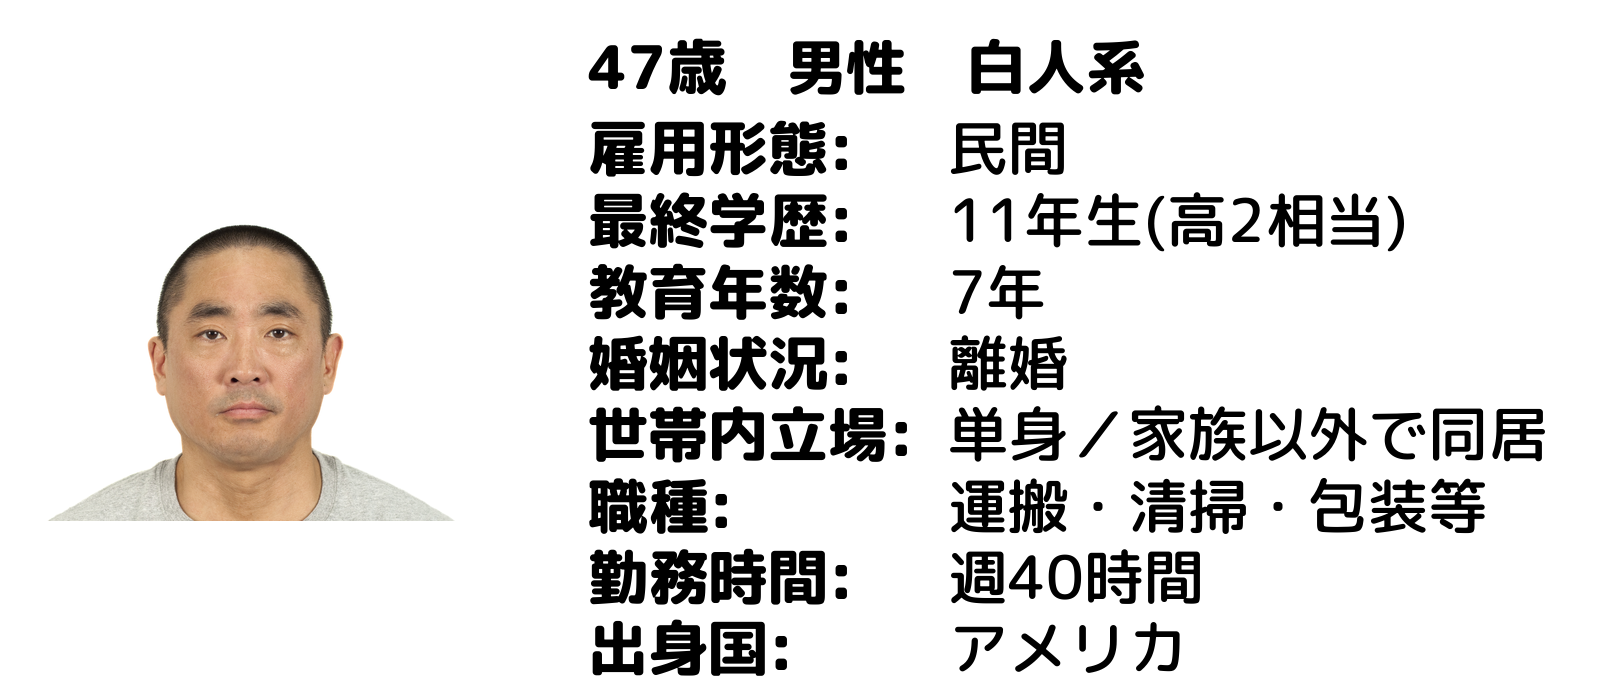 47歳　男性　白人系
雇用形態: 民間
最終学歴: 11年生(高2相当)
教育年数: 7年
婚姻状況: 離婚
世帯内立場: 単身／家族以外で同居
職種: 運搬・清掃・包装等
勤務時間: 週40時間
出身国: アメリカ